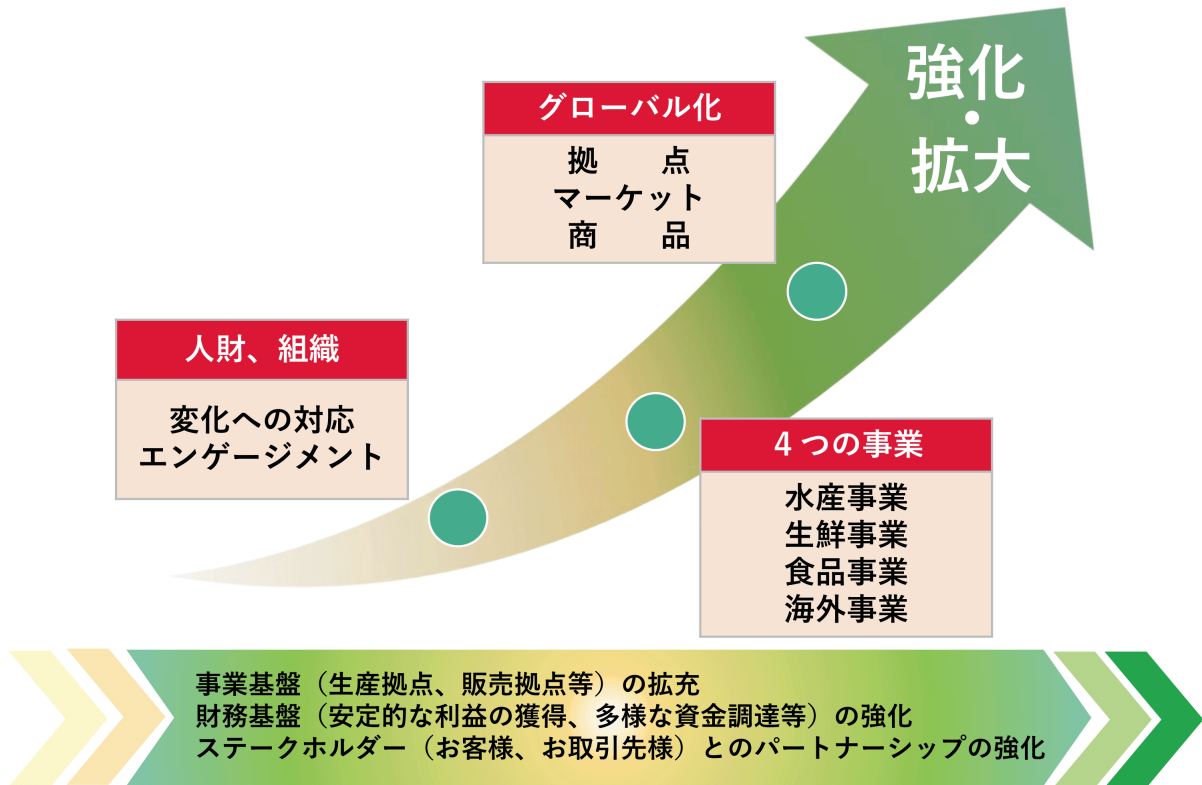 強化
・
拡大
グローバル化
拠　　点
マーケット
商　　品
人財、組織
変化への対応
エンゲージメント
4つの事業
水産事業
生鮮事業
食品事業
海外事業
事業基盤（生産拠点、販売拠点等）の拡充
財務基盤（安定的な利益の獲得、多様な資金調達等）の強化
ステークホルダー（お客様、お取引先様）とのパートナーシップの強化